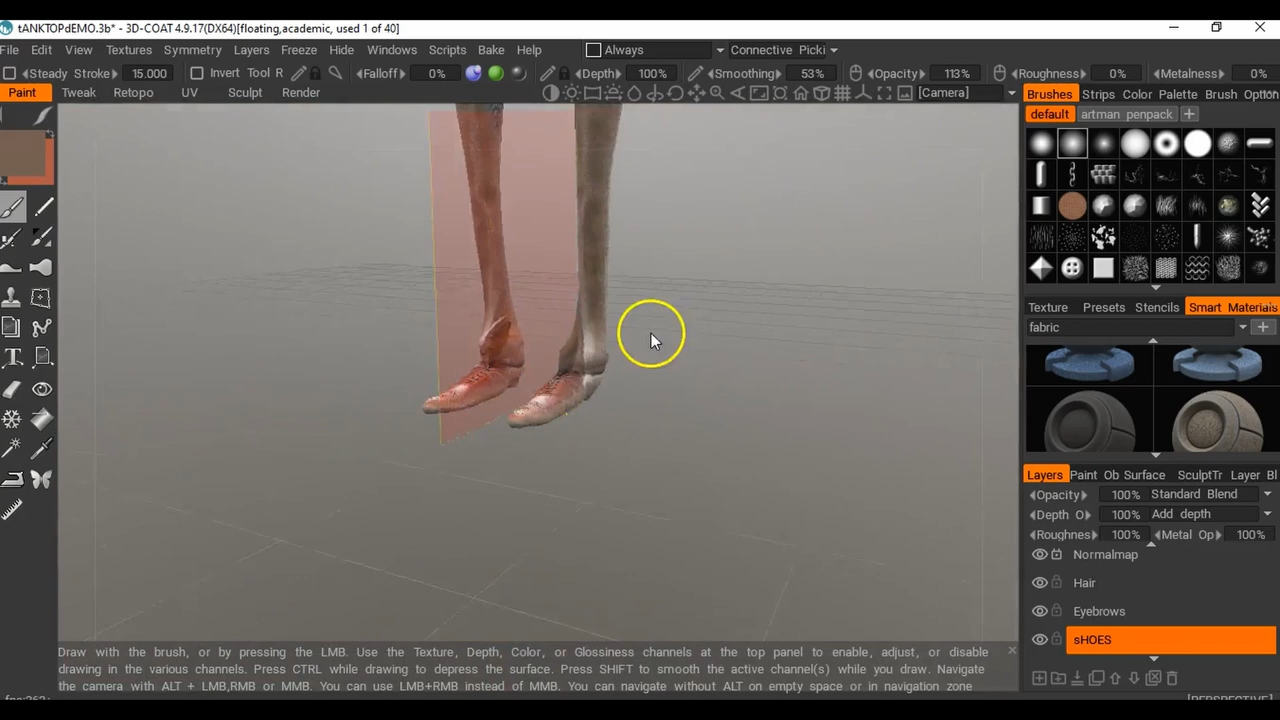 tANKTOPdEMO.3b* - 3D-COAT 4.9.17(DX64)[floating,academic, used 1 of 40]
File Edit View Textures Symmetry Layers Freeze Hide Windows Scripts Bake Help Always Connective Picki
Steady Stroke 15.000 Invert Tool R Falloff 0% Depth 100% Smoothing 53% Opacity 113% Roughness 0% Metalness 0%
Paint Tweak Retopo UV Sculpt Render [Camera] Brushes Strips Color Palette Brush Option
default artman penpack +
Texture Presets Stencils Smart Materials
fabric
Layers Paint Ob Surface SculptTr Layer Bl
Opacity 100% Standard Blend
Depth O 100% Add depth
Roughnes 100% Metal Op 100%
Normalmap
Hair
Eyebrows
sHOES
Draw with the brush, or by pressing the LMB. Use the Texture, Depth, Color, or Glossiness channels at the top panel to enable, adjust, or disable
drawing in the various channels. Press CTRL while drawing to depress the surface. Press SHIFT to smooth the active channel(s) while you draw. Navigate
the camera with ALT + LMB,RMB or MMB. You can use LMB+RMB instead of MMB. You can navigate without ALT on empty space or in navigation zone
[PERSPECTIVE]